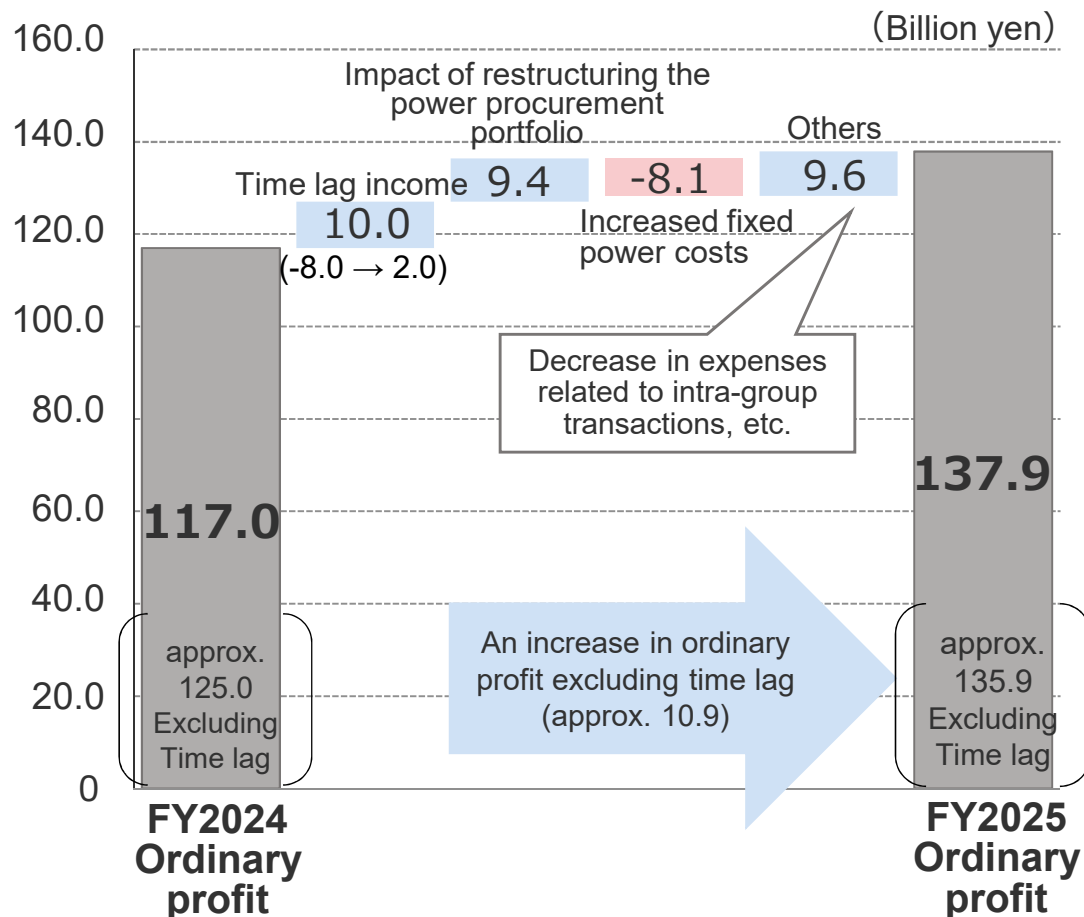 （Billion yen）
160.0
140.0
120.0
100.0
80.0
60.0
40.0
20.0
0
Impact of restructuring the
power procurement
portfolio
Others
Time lag income
9.4
-8.1
9.6
10.0
(-8.0 → 2.0)
Increased fixed
power costs
Decrease in expenses
related to intra-group
transactions, etc.
117.0
137.9
approx.
125.0
Excluding
Time lag
An increase in ordinary
profit excluding time lag
(approx. 10.9)
approx.
135.9
Excluding
Time lag
FY2024
Ordinary
profit
FY2025
Ordinary
profit